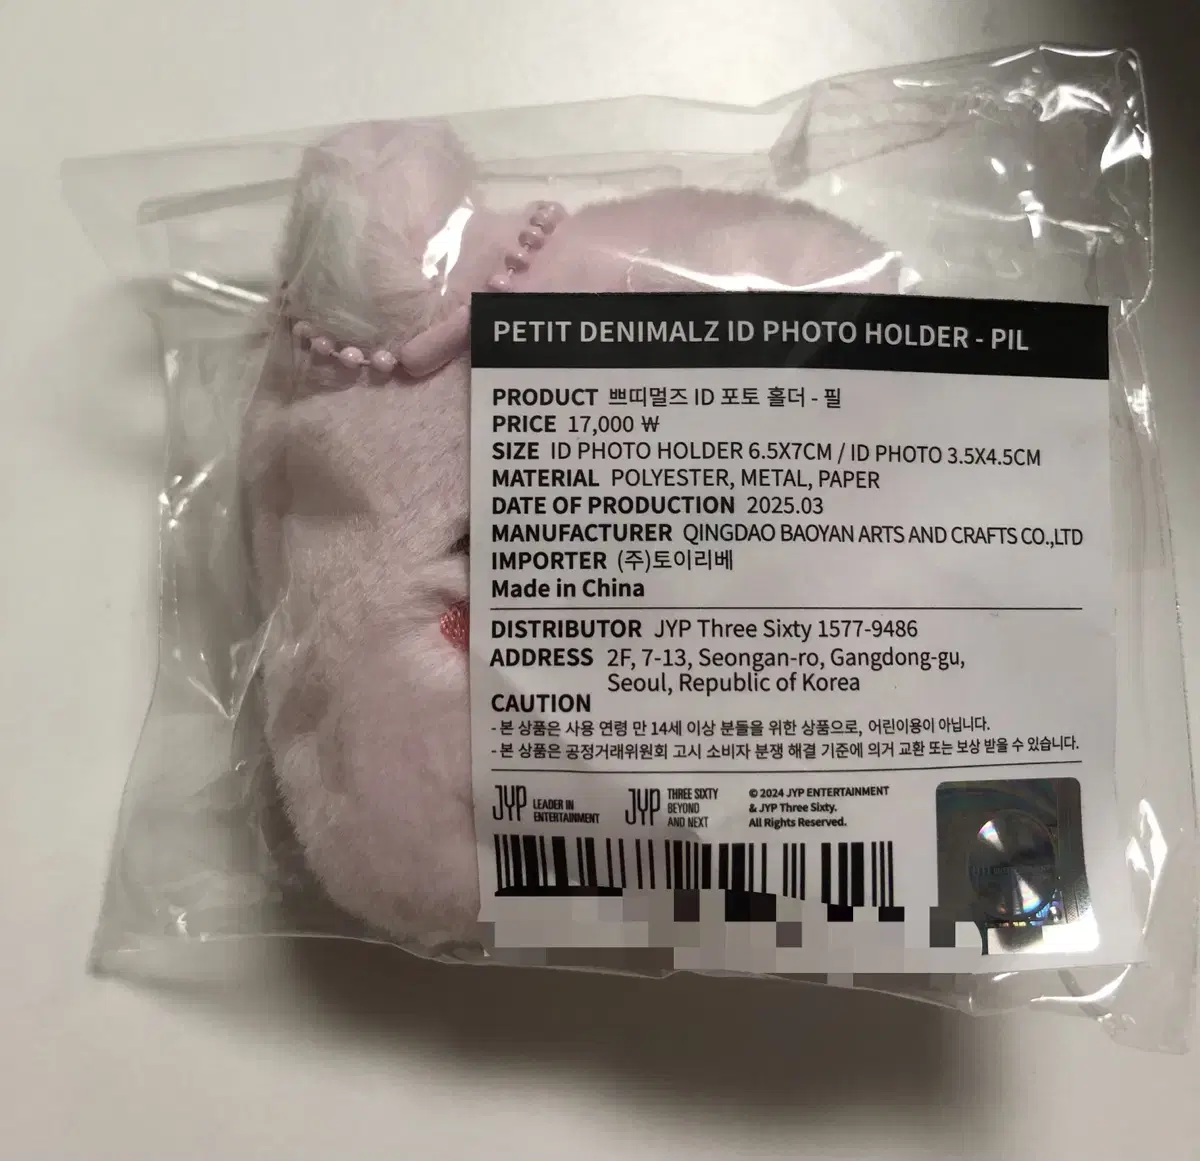 PETIT DENIMALZ ID PHOTO HOLDER - PIL
PRODUCT 쁘띠멀즈 ID 포토 홀더 - 필
PRICE 17,000 ₩
SIZE ID PHOTO HOLDER 6.5X7CM / ID PHOTO 3.5X4.5CM
MATERIAL POLYESTER, METAL, PAPER
DATE OF PRODUCTION 2025.03
MANUFACTURER QINGDAO BAOYAN ARTS AND CRAFTS CO.,LTD
IMPORTER (주)토이리베
Made in China
DISTRIBUTOR JYP Three Sixty 1577-9486
ADDRESS 2F, 7-13, Seongan-ro, Gangdong-gu,
Seoul, Republic of Korea
CAUTION
- 본 상품은 사용 연령 만 14세 이상 분들을 위한 상품으로, 어린이용이 아닙니다.
- 본 상품은 공정거래위원회 고시 소비자 분쟁 해결 기준에 의거 교환 또는 보상 받을 수 있습니다.
JYP LEADER IN
ENTERTAINMENT
JYP THREE SIXTY
BEYOND
AND NEXT
© 2024 JYP ENTERTAINMENT
& JYP Three Sixty.
All Rights Reserved.